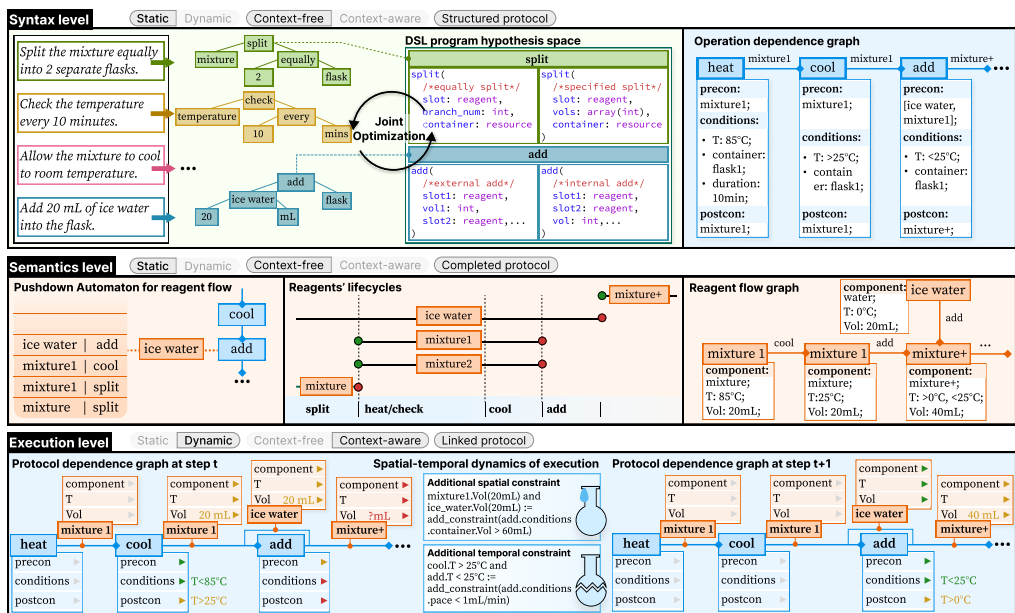 Syntax level
Static Dynamic Context-free Context-aware Structured protocol
Split the mixture equally
into 2 separate flasks.
Check the temperature
every 10 minutes.
Allow the mixture to cool
to room temperature.
Add 20 mL of ice water
into the flask.
split
mixture equally
2 flask
check
temperature every
10 mins
•••
add
ice water flask
20 mL
Joint
Optimization
DSL program hypothesis space
split
split(
/*equally split*/
slot: reagent,
branch_num: int,
container: resource
)
split(
/*specified split*/
slot: reagent,
vols: array(int),
container: resource
)
add
add(
/*external add*/
slot1: reagent,
vol1: int,
slot2: reagent,...
)
add(
/*internal add*/
slot1: reagent,
slot2: reagent,
vol: int,...
)
Operation dependence graph
heat mixture1 cool mixture1 add mixture+ •••
precon:
mixture1;
conditions:
• T: 85°C;
• container:
flask1;
• duration:
10min;
postcon:
mixture1;
precon:
mixture1;
conditions:
• T: >25°C;
• contain
er: flask1;
postcon:
mixture1;
precon:
[ice water,
mixture1];
conditions:
• T: <25°C;
• container:
flask1;
postcon:
mixture+;
Semantics level
Static Dynamic Context-free Context-aware Completed protocol
Pushdown Automaton for reagent flow
ice water | add
mixture1 | cool
mixture1 | split
mixture | split
ice water
cool
add
•••
Reagents' lifecycles
mixture+
ice water
mixture1
mixture2
mixture
split heat/check cool add
Reagent flow graph
component:
water;
T: 0°C;
Vol: 20mL;
ice water
add
mixture 1 cool mixture 1 add mixture+ ...
component:
mixture;
T: 85°C;
Vol: 20mL;
component:
mixture;
T:25°C;
Vol: 20mL;
component:
mixture+;
T: >0°C, <25°C;
Vol: 40mL;
Execution level
Static Dynamic Context-free Context-aware Linked protocol
Protocol dependence graph at step t
component
T
Vol
mixture 1
component
T
Vol 20 mL
mixture 1
component
T
Vol 20 mL
ice water
component
T
Vol ?mL
mixture+
heat cool add •••
precon
conditions
postcon
precon
conditions T<85°C
postcon T>25°C
precon
conditions
postcon
Spatial-temporal dynamics of execution
Additional spatial constraint
mixture1.Vol(20mL) and
ice_water.Vol(20mL) :=
add_constraint(add.conditions
.container.Vol > 60mL)
Additional temporal constraint
cool.T > 25°C and
add.T < 25°C :=
add_constraint(add.conditions
.pace < 1mL/min)
Protocol dependence graph at step t+1
component
T
Vol
mixture 1
component
T
Vol
mixture 1
component
T
Vol
ice water
component
T
Vol 40 mL
mixture+
heat cool add •••
precon
conditions
postcon
precon
conditions
postcon
precon
conditions T<25°C
postcon T>0°C